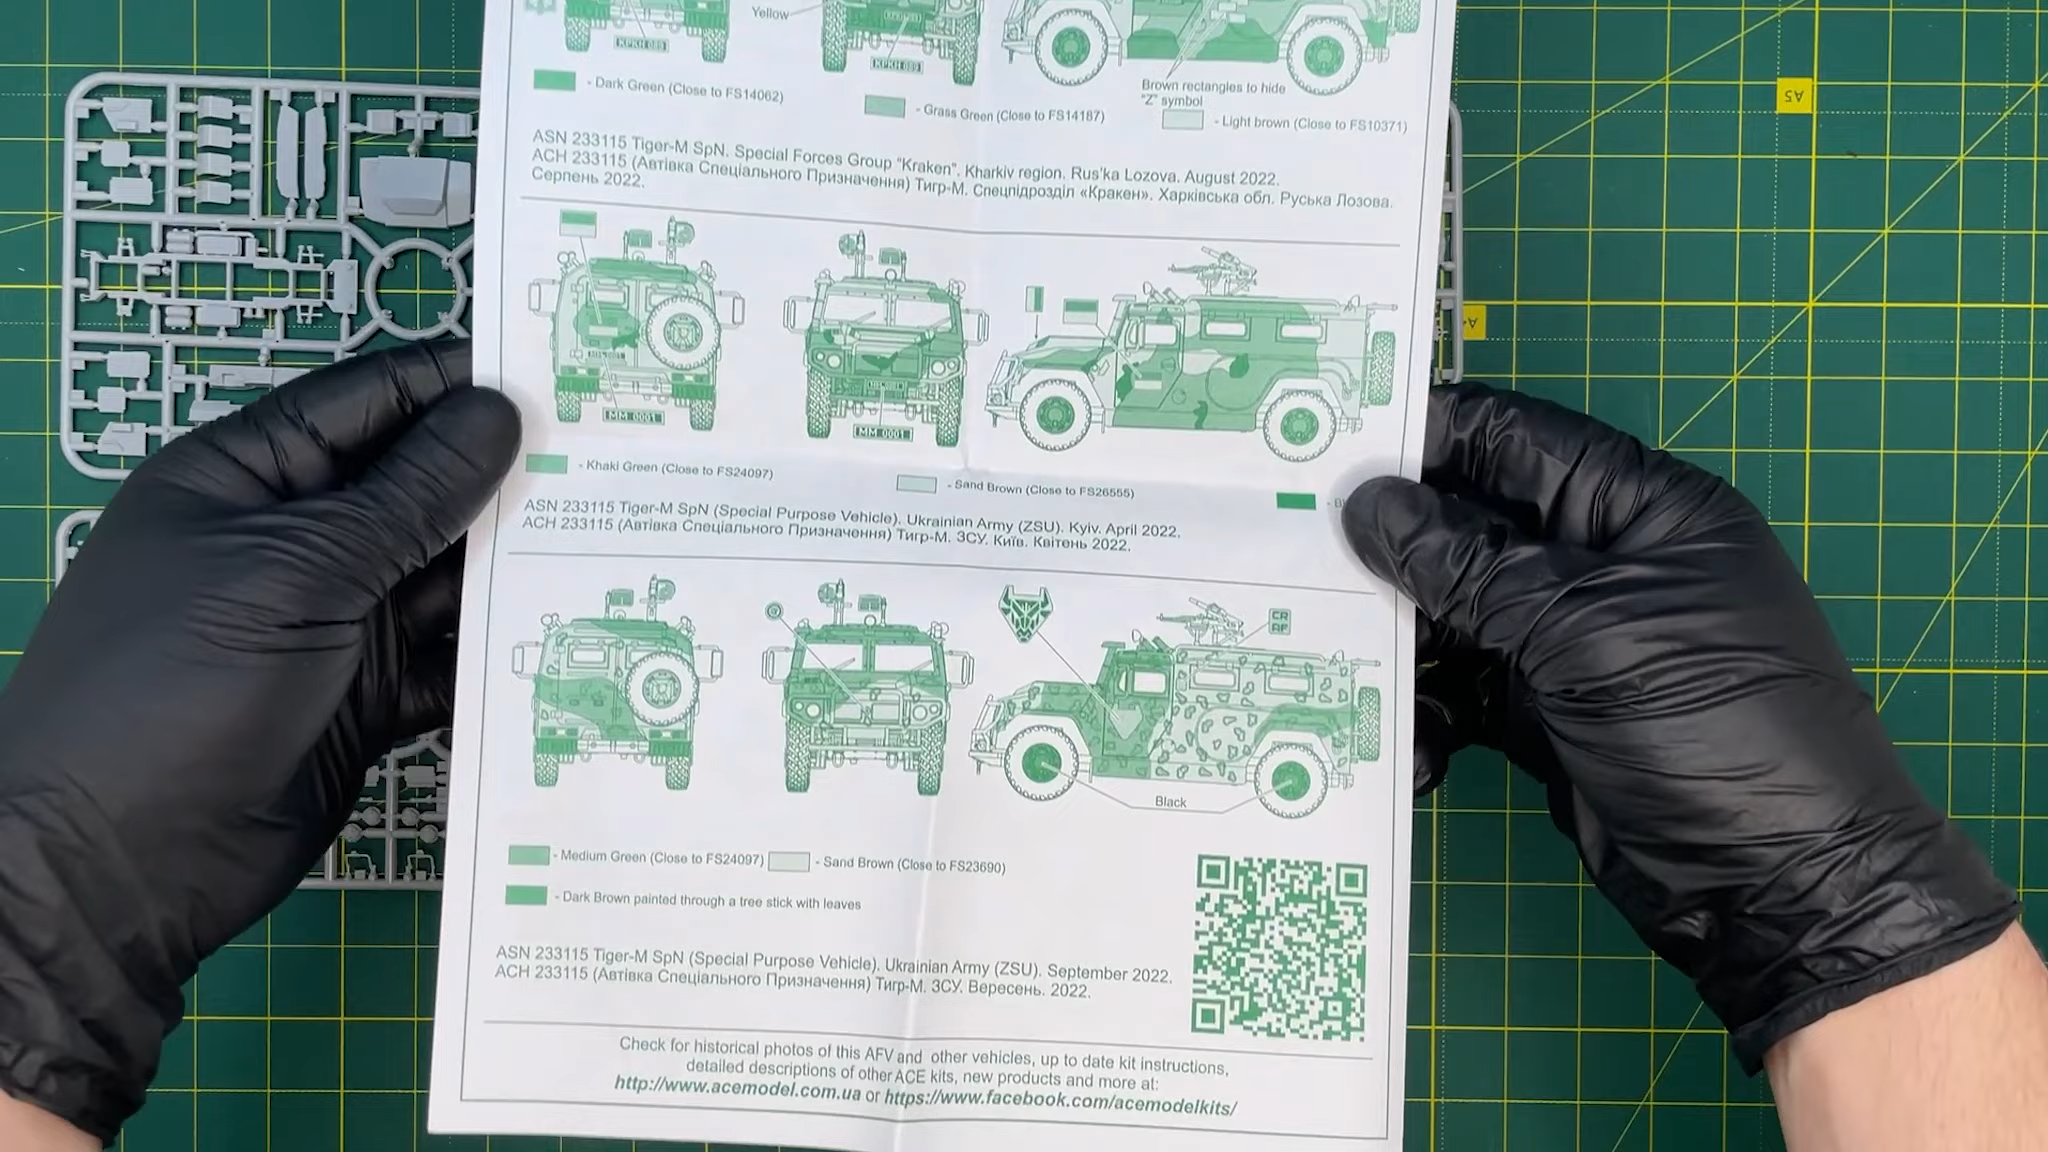 Yellow
КРКН 089
КРКН 089
Brown rectangles to hide
"Z" symbol
- Dark Green (Close to FS14062)
- Grass Green (Close to FS14187)
- Light brown (Close to FS10371)
ASN 233115 Tiger-M SpN. Special Forces Group "Kraken". Kharkiv region. Rus'ka Lozova. August 2022.
АСН 233115 (Автівка Спеціального Призначення) Тигр-М. Спецпідрозділ «Кракен». Харківська обл. Руська Лозова.
Серпень 2022.
MM 0001
MM 0001
- Khaki Green (Close to FS24097)
- Sand Brown (Close to FS26555)
ASN 233115 Tiger-M SpN (Special Purpose Vehicle). Ukrainian Army (ZSU). Kyiv. April 2022.
АСН 233115 (Автівка Спеціального Призначення) Тигр-М. ЗСУ. Київ. Квітень 2022.
CR
AF
Black
- Medium Green (Close to FS24097)
- Sand Brown (Close to FS23690)
- Dark Brown painted through a tree stick with leaves
ASN 233115 Tiger-M SpN (Special Purpose Vehicle). Ukrainian Army (ZSU). September 2022.
АСН 233115 (Автівка Спеціального Призначення) Тигр-М. ЗСУ. Вересень. 2022.
Check for historical photos of this AFV and other vehicles, up to date kit instructions,
detailed descriptions of other ACE kits, new products and more at:
http://www.acemodel.com.ua or https://www.facebook.com/acemodelkits/
A5
A4